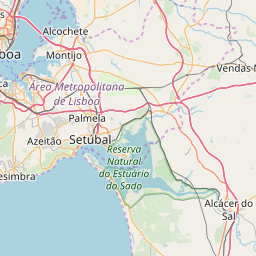 Alcochete
boa
Montijo
Vendas N
Área Metropolitana
de Lisboa
Palmela
Azeitão
Setúbal
Reserva
Natural
do Estuário
do Sado
esimbra
Alcácer do
Sal